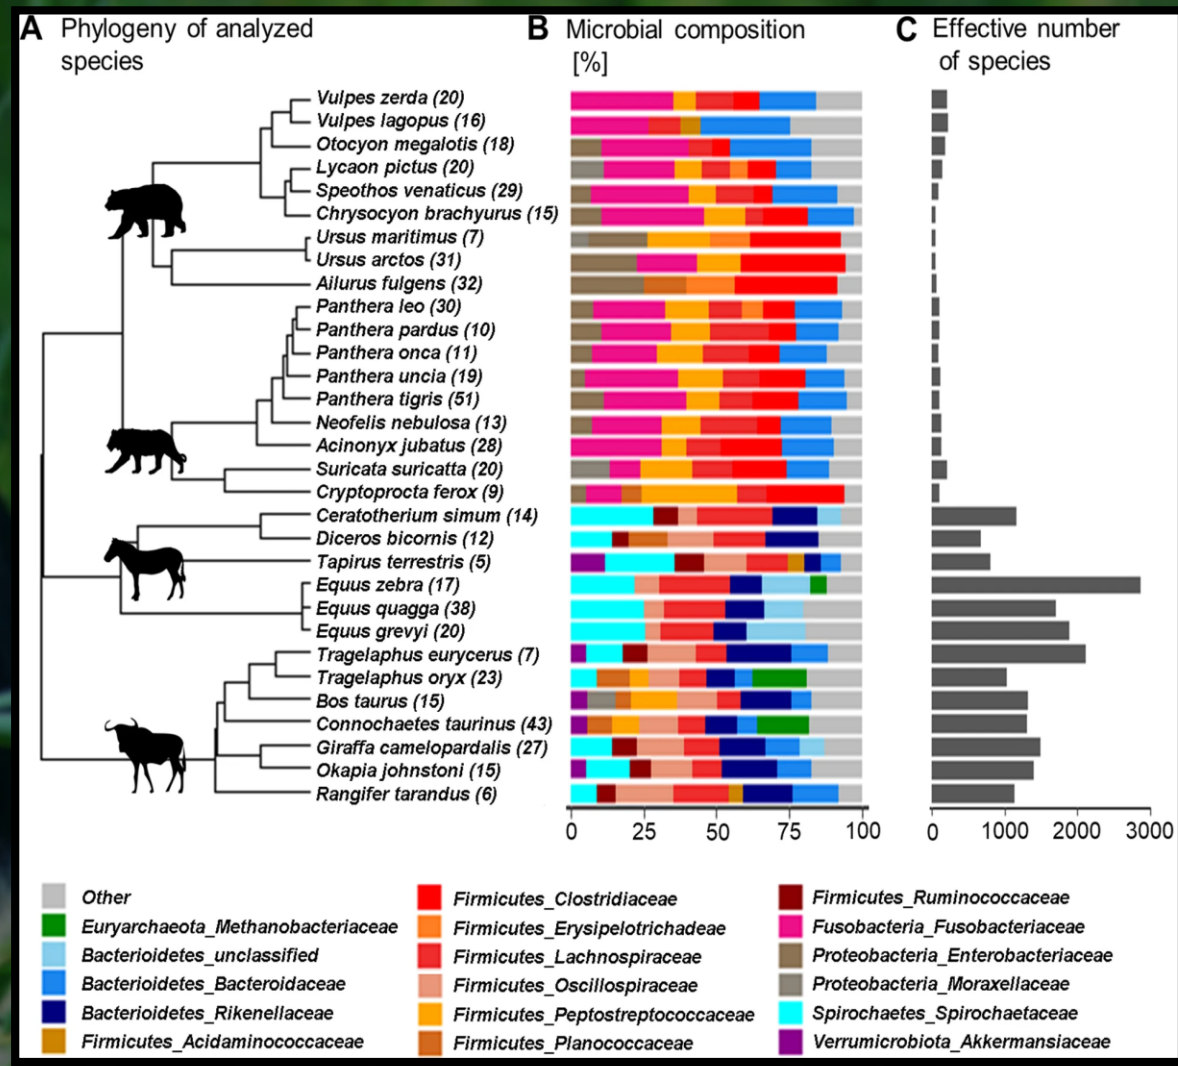 A Phylogeny of analyzed
species
B Microbial composition
[%]
C Effective number
of species
Vulpes zerda (20)
Vulpes lagopus (16)
Otocyon megalotis (18)
Lycaon pictus (20)
Speothos venaticus (29)
Chrysocyon brachyurus (15)
Ursus maritimus (7)
Ursus arctos (31)
Ailurus fulgens (32)
Panthera leo (30)
Panthera pardus (10)
Panthera onca (11)
Panthera uncia (19)
Panthera tigris (51)
Neofelis nebulosa (13)
Acinonyx jubatus (28)
Suricata suricatta (20)
Cryptoprocta ferox (9)
Ceratotherium simum (14)
Diceros bicornis (12)
Tapirus terrestris (5)
Equus zebra (17)
Equus quagga (38)
Equus grevyi (20)
Tragelaphus eurycerus (7)
Tragelaphus oryx (23)
Bos taurus (15)
Connochaetes taurinus (43)
Giraffa camelopardalis (27)
Okapia johnstoni (15)
Rangifer tarandus (6)
0 25 50 75 100
0 1000 2000 3000
Other
Euryarchaeota_Methanobacteriaceae
Bacterioidetes_unclassified
Bacterioidetes_Bacteroidaceae
Bacterioidetes_Rikenellaceae
Firmicutes_Acidaminococcaceae
Firmicutes_Clostridiaceae
Firmicutes_Erysipelotrichadeae
Firmicutes_Lachnospiraceae
Firmicutes_Oscillospiraceae
Firmicutes_Peptostreptococcaceae
Firmicutes_Planococcaceae
Firmicutes_Ruminococcaceae
Fusobacteria_Fusobacteriaceae
Proteobacteria_Enterobacteriaceae
Proteobacteria_Moraxellaceae
Spirochaetes_Spirochaetaceae
Verrumicrobiota_Akkermansiaceae